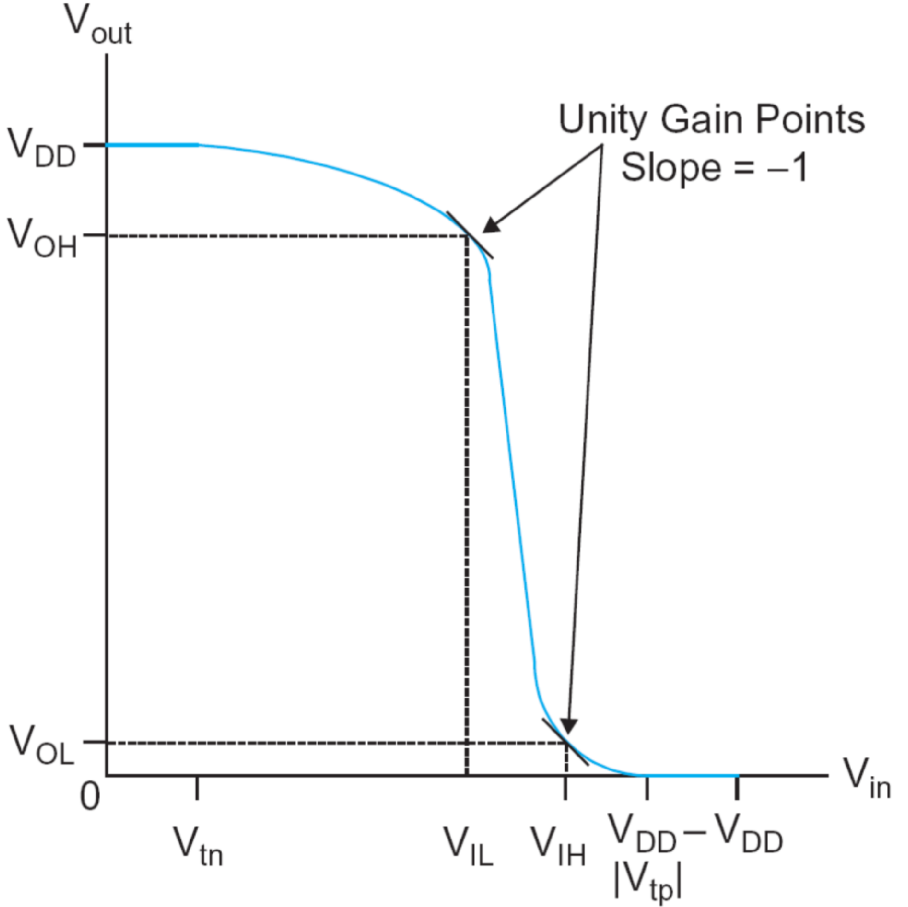 Vout
Unity Gain Points
Slope = –1
VDD
VOH
VOL
0
Vin
Vtn
VIL
VIH
VDD – VDD
|Vtp|